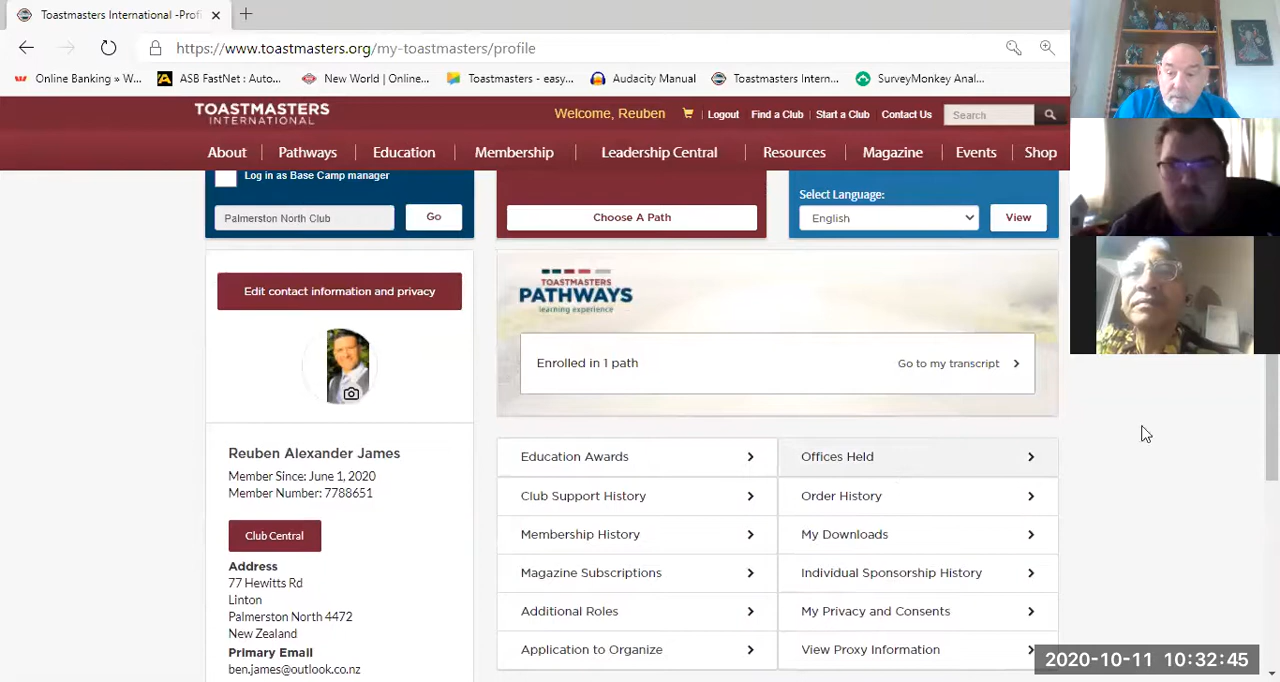 Toastmasters International -Prof
https://www.toastmasters.org/my-toastmasters/profile
Online Banking » W...
ASB FastNet : Auto...
New World | Online...
Toastmasters - easy...
Audacity Manual
Toastmasters Intern...
SurveyMonkey Anal...
TOASTMASTERS
INTERNATIONAL
Welcome, Reuben
Logout
Find a Club
Start a Club
Contact Us
Search
About
Pathways
Education
Membership
Leadership Central
Resources
Magazine
Events
Shop
Log in as Base Camp manager
Palmerston North Club
Go
Choose A Path
Select Language:
English
View
Edit contact information and privacy
Reuben Alexander James
Member Since: June 1, 2020
Member Number: 7788651
Club Central
Address
77 Hewitts Rd
Linton
Palmerston North 4472
New Zealand
Primary Email
ben.james@outlook.co.nz
TOASTMASTERS
PATHWAYS
learning experience
Enrolled in 1 path
Go to my transcript
Education Awards
Offices Held
Club Support History
Order History
Membership History
My Downloads
Magazine Subscriptions
Individual Sponsorship History
Additional Roles
My Privacy and Consents
Application to Organize
View Proxy Information
2020-10-11 10:32:45